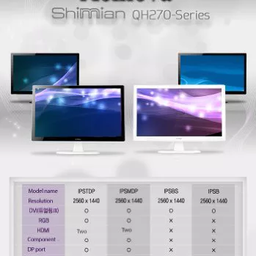 Shimian QH270-Series
Model name IPSTDP IPSMDP IPSBG IPSB
Resolution 2560 x 1440 2560 x 1440 2560 x 1440 2560 x 1440
RGB O O X X
HDMI Two Two X X
Component O O X X
DP port O O X X